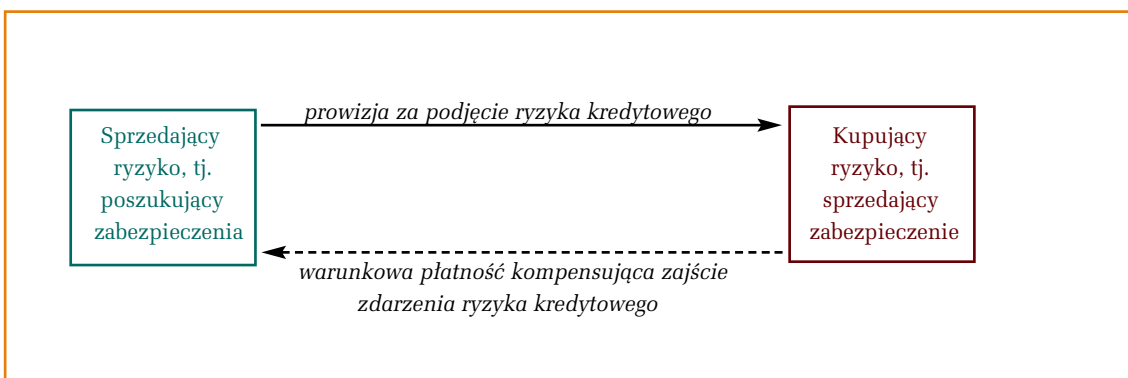 prowizja za podjęcie ryzyka kredytowego
Sprzedający
ryzyko, tj.
poszukujący
zabezpieczenia
Kupujący
ryzyko, tj.
sprzedający
zabezpieczenie
warunkowa płatność kompensująca zajście
zdarzenia ryzyka kredytowego